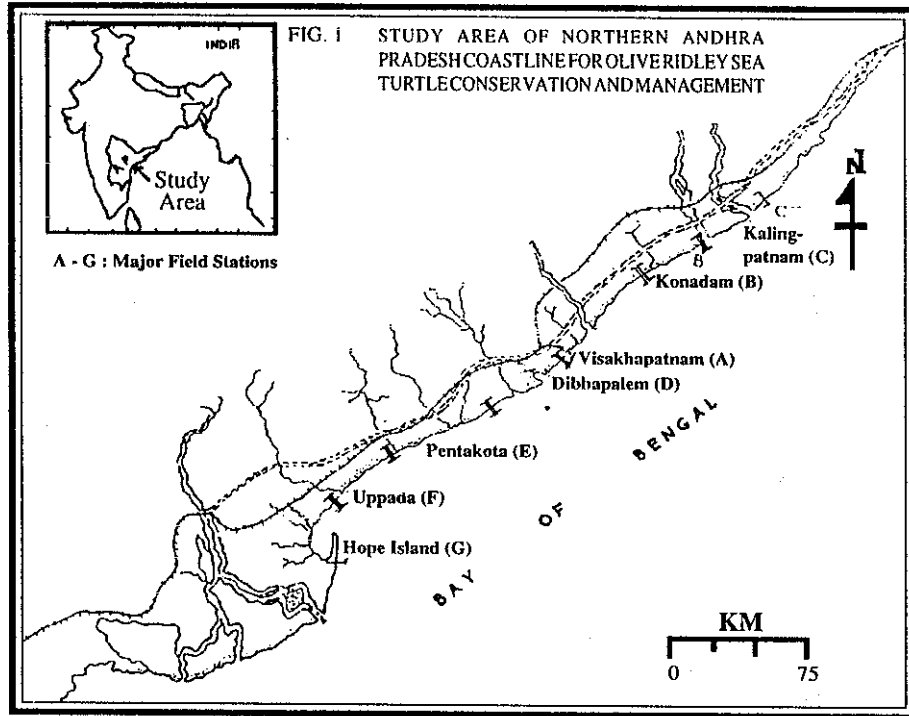 INDIA
FIG. 1 STUDY AREA OF NORTHERN ANDHRA
PRADESH COASTLINE FOR OLIVE RIDLEY SEA
TURTLE CONSERVATION AND MANAGEMENT
Study
Area
A - G : Major Field Stations
N
C
Kaling-
patnam (C)
B
Konadam (B)
Visakhapatnam (A)
Dibbapalem (D)
Pentakota (E)
Uppada (F)
Hope Island (G)
BAY OF BENGAL
KM
0 75